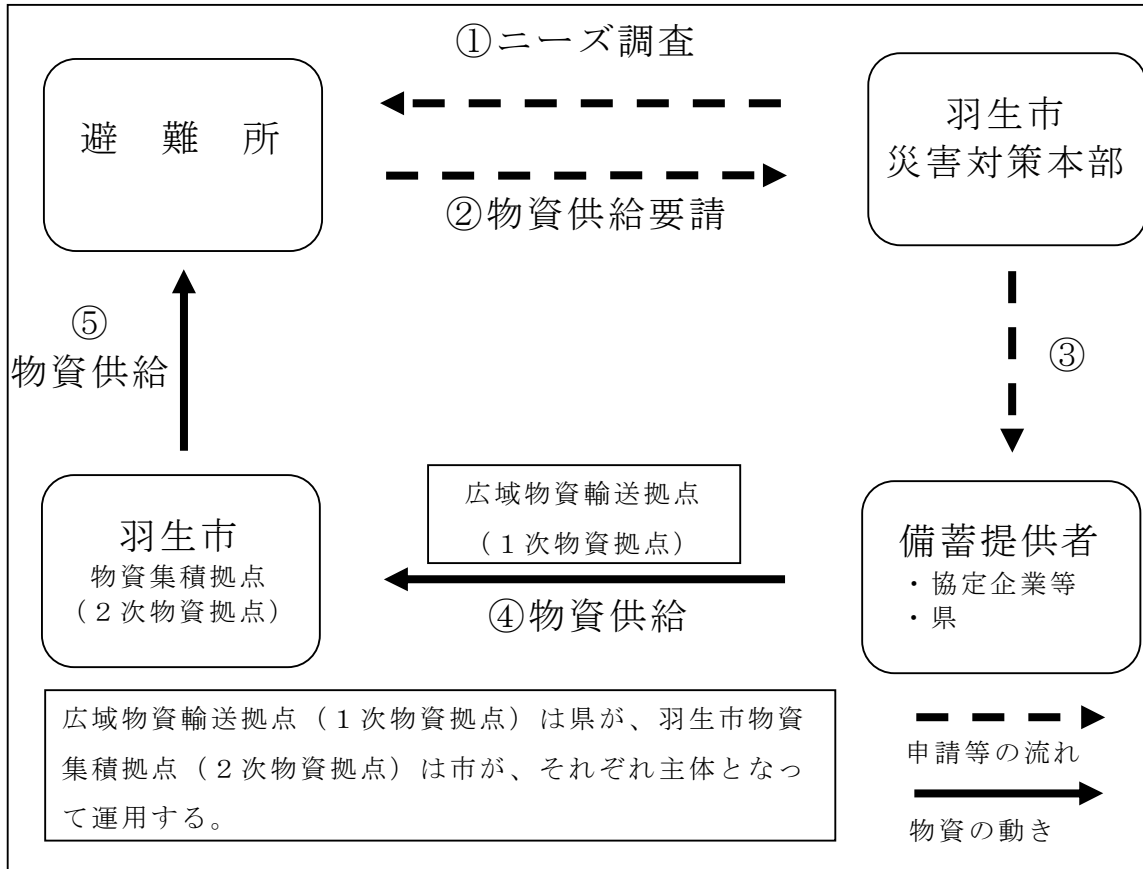 ①ニーズ調査
避　難　所
羽生市
災害対策本部
②物資供給要請
⑤
物資供給
③
広域物資輸送拠点
（１次物資拠点）
羽生市
物資集積拠点
（２次物資拠点）
④物資供給
備蓄提供者
・協定企業等
・県
広域物資輸送拠点（１次物資拠点）は県が、羽生市物資
集積拠点（２次物資拠点）は市が、それぞれ主体となっ
て運用する。
申請等の流れ
物資の動き